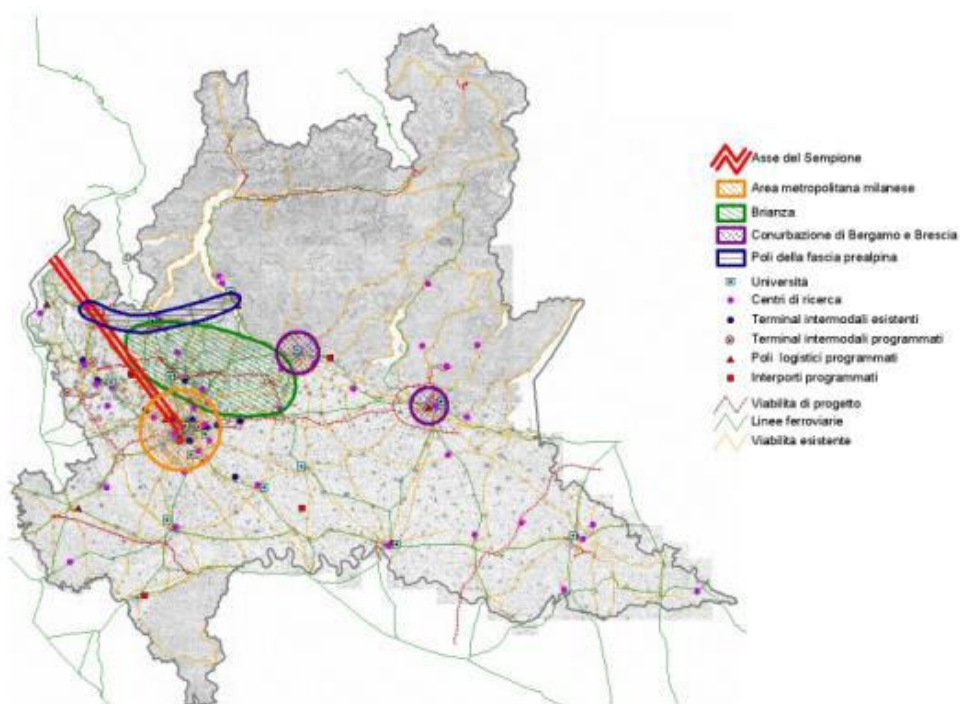 Asse del Sempione
Area metropolitana milanese
Brianza
Conurbazione di Bergamo e Brescia
Poli della fascia prealpina
Università
Centri di ricerca
Terminal intermodali esistenti
Terminal intermodali programmati
Poli logistici programmati
Interporti programmati
Viabilita di progetto
Linee ferroviarie
Viabilità esistente